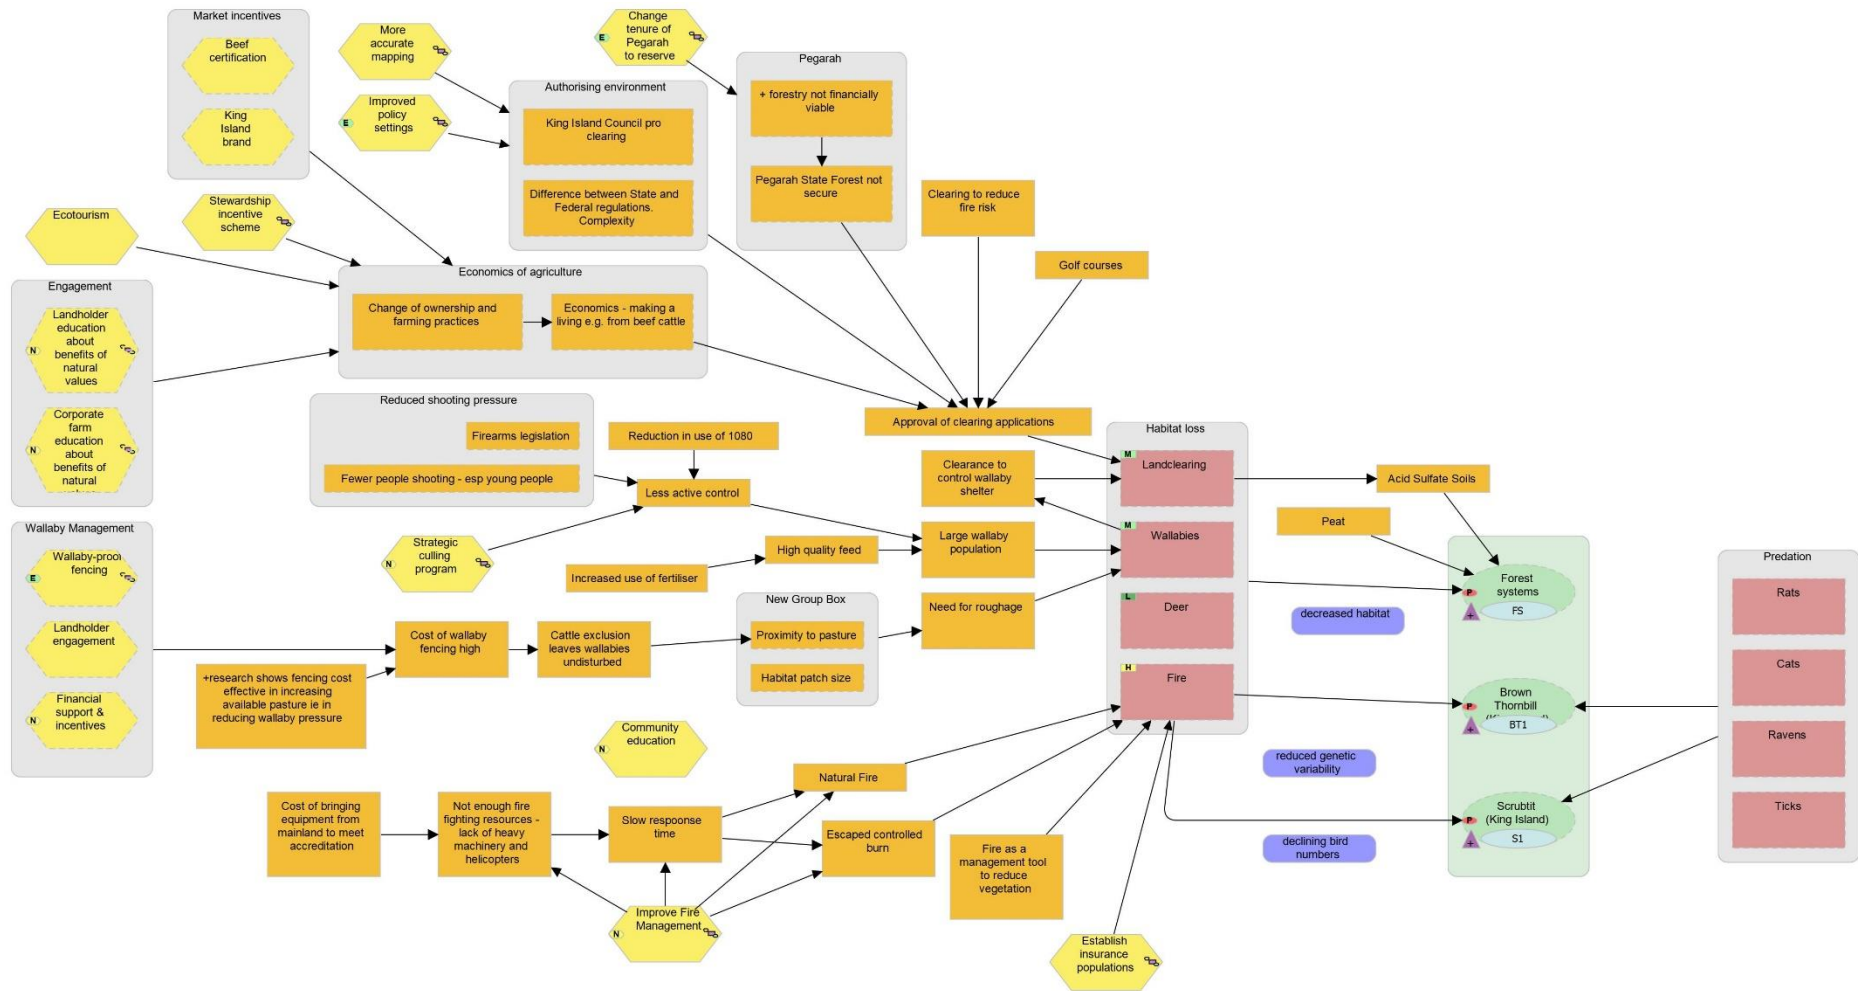 Market incentives
Beef
certification
King
Island
brand
More
accurate
mapping
E
Improved
policy
settings
E
Change
tenure of
Pegarah
to reserve
Authorising environment
King Island Council pro
clearing
Difference between State and
Federal regulations.
Complexity
Pegarah
+ forestry not financially
viable
Pegarah State Forest not
secure
Clearing to reduce
fire risk
Golf courses
Ecotourism
Stewardship
incentive
scheme
Engagement
N
Landholder
education
about
benefits of
natural
values
N
Corporate
farm
education
about
benefits of
natural
Economics of agriculture
Change of ownership and
farming practices
Economics - making a
living e.g. from beef cattle
Reduced shooting pressure
Firearms legislation
Fewer people shooting - esp young people
Reduction in use of 1080
Less active control
N
Strategic
culling
program
Increased use of fertiliser
High quality feed
Approval of clearing applications
Clearance to
control wallaby
shelter
Large wallaby
population
Need for roughage
Wallaby Management
E
Wallaby-proof
fencing
Landholder
engagement
N
Financial
support &
incentives
+research shows fencing cost
effective in increasing
available pasture ie in
reducing wallaby pressure
Cost of wallaby
fencing high
Cattle exclusion
leaves wallabies
undisturbed
New Group Box
Proximity to pasture
Habitat patch size
N
Community
education
Cost of bringing
equipment from
mainland to meet
accreditation
Not enough fire
fighting resources -
lack of heavy
machinery and
helicopters
Slow respoonse
time
Natural Fire
Escaped controlled
burn
N
Improve Fire
Management
Fire as a
management tool
to reduce
vegetation
Establish
insurance
populations
Habitat loss
M
Landclearing
M
Wallabies
L
Deer
H
Fire
Acid Sulfate Soils
Peat
decreased habitat
reduced genetic
variability
declining bird
numbers
Forest
systems
P
FS
+
Brown
Thornbill
P
BT1
+
Scrubtit
(King Island)
P
S1
+
Predation
Rats
Cats
Ravens
Ticks